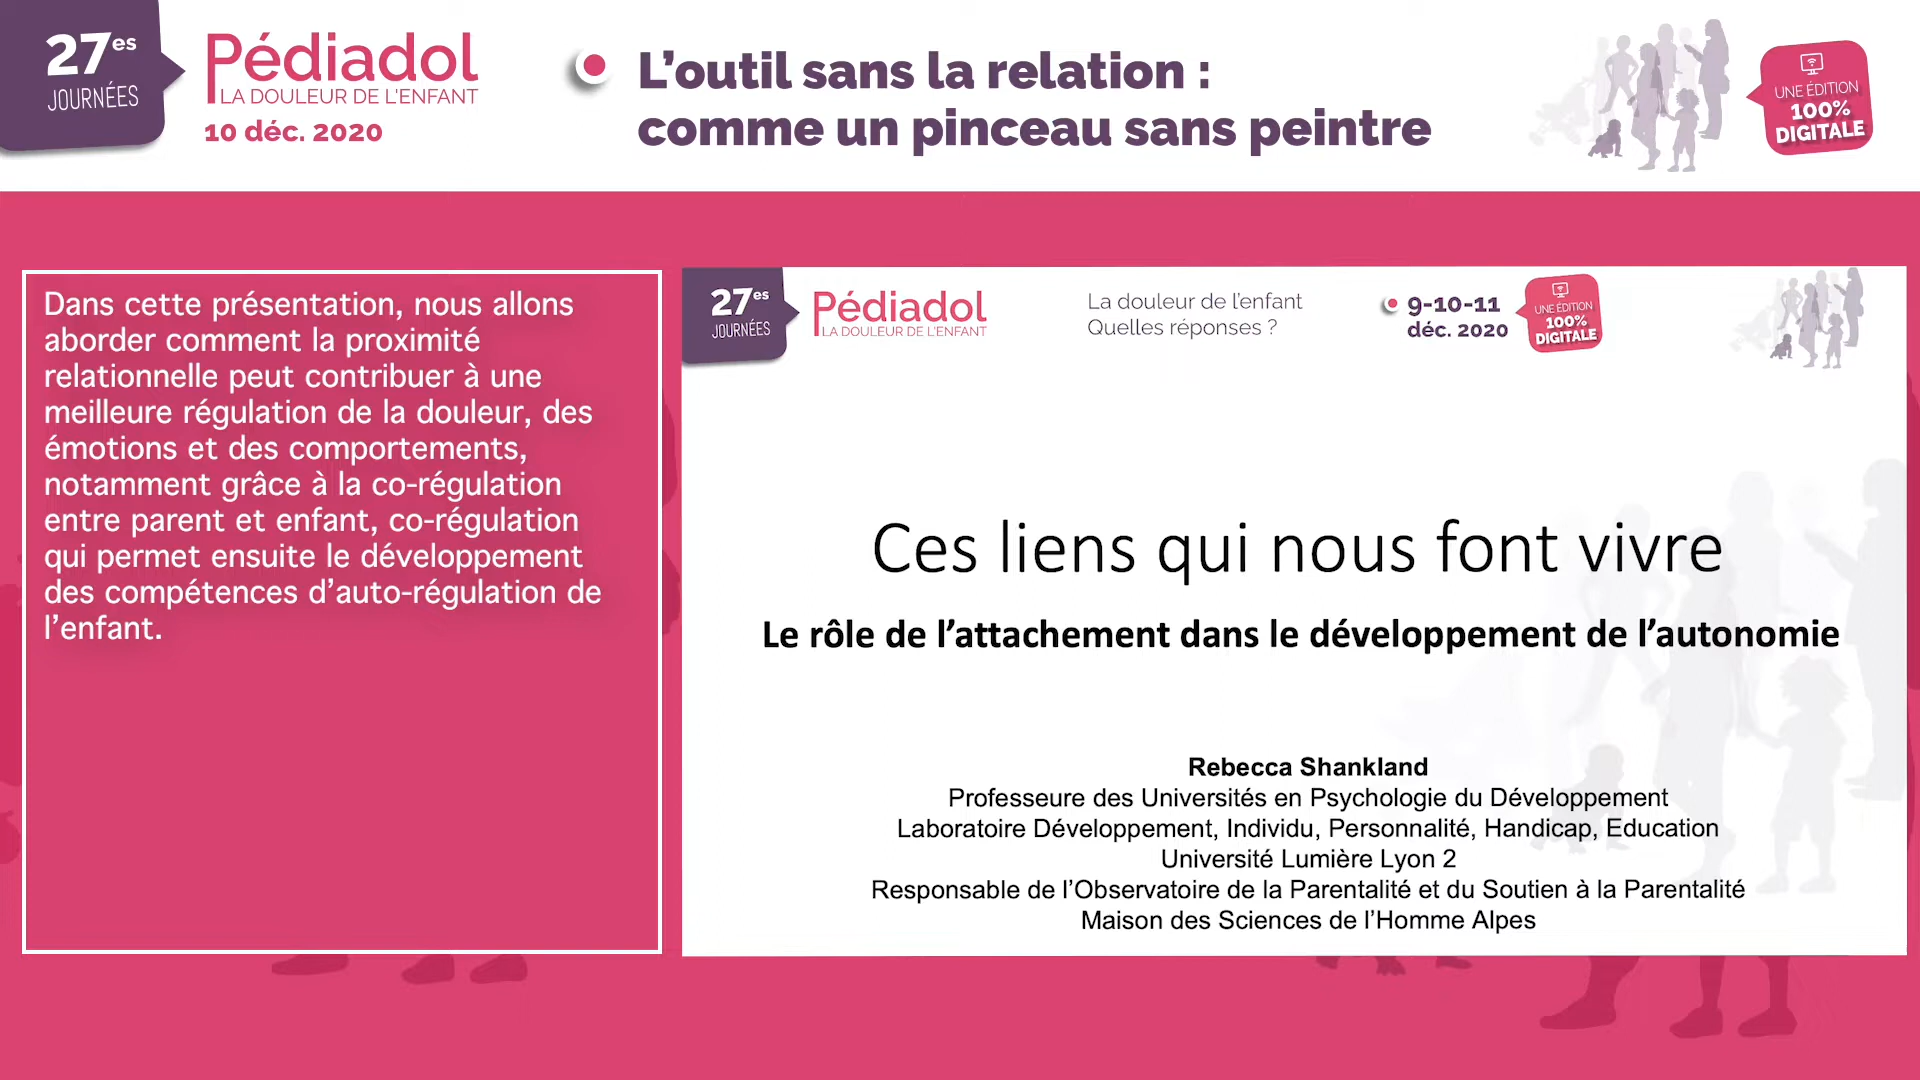 27es
JOURNÉES
Pédiadol
LA DOULEUR DE L'ENFANT
10 déc. 2020
L’outil sans la relation :
comme un pinceau sans peintre
UNE ÉDITION
100%
DIGITALE
Dans cette présentation, nous allons
aborder comment la proximité
relationnelle peut contribuer à une
meilleure régulation de la douleur, des
émotions et des comportements,
notamment grâce à la co-régulation
entre parent et enfant, co-régulation
qui permet ensuite le développement
des compétences d’auto-régulation de
l’enfant.
27es
JOURNÉES
Pédiadol
LA DOULEUR DE L'ENFANT
La douleur de l’enfant
Quelles réponses ?
9-10-11
déc. 2020
UNE ÉDITION
100%
DIGITALE
Ces liens qui nous font vivre
Le rôle de l’attachement dans le développement de l’autonomie
Rebecca Shankland
Professeure des Universités en Psychologie du Développement
Laboratoire Développement, Individu, Personnalité, Handicap, Education
Université Lumière Lyon 2
Responsable de l’Observatoire de la Parentalité et du Soutien à la Parentalité
Maison des Sciences de l’Homme Alpes